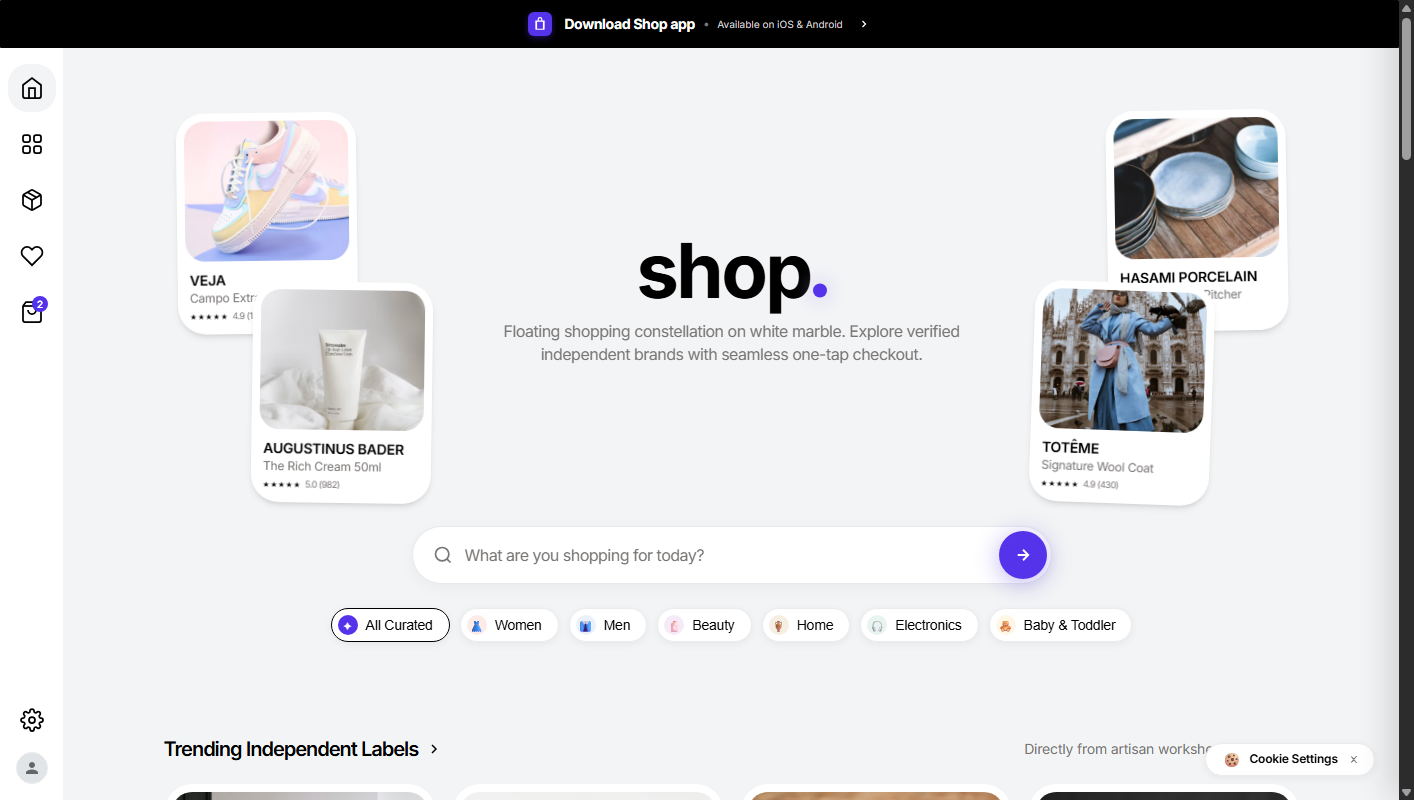 Download Shop app • Available on iOS & Android
2
VEJA
Campo Extr
★★★★★ 4.9 (1
AUGUSTINUS BADER
The Rich Cream 50ml
★★★★★ 5.0 (982)
shop.
Floating shopping constellation on white marble. Explore verified
independent brands with seamless one-tap checkout.
HASAMI PORCELAIN
Pitcher
TOTÊME
Signature Wool Coat
★★★★★ 4.9 (430)
What are you shopping for today?
All Curated
Women
Men
Beauty
Home
Electronics
Baby & Toddler
Trending Independent Labels
Directly from artisan worksho
Cookie Settings